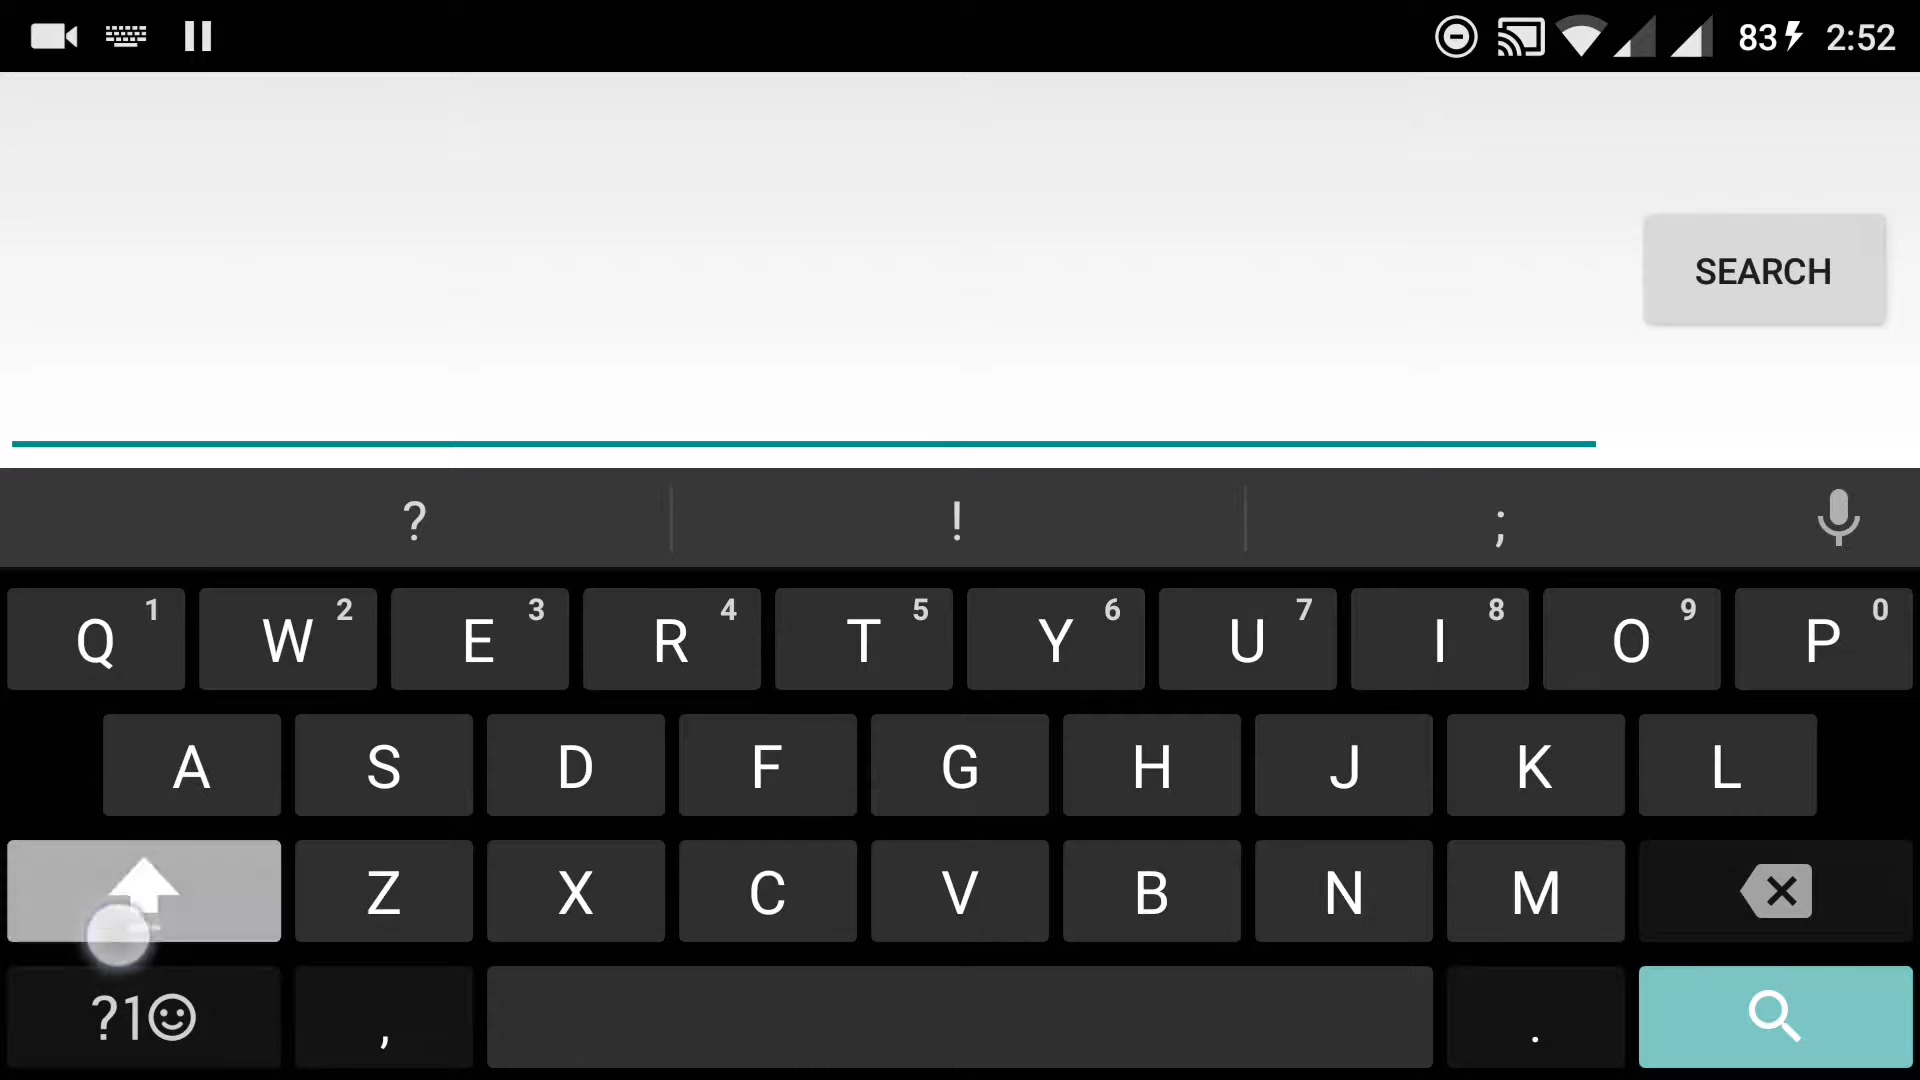 83 2:52
SEARCH
? ! ;
Q 1 W 2 E 3 R 4 T 5 Y 6 U 7 I 8 O 9 P 0
A S D F G H J K L
Z X C V B N M
?1☺ , .